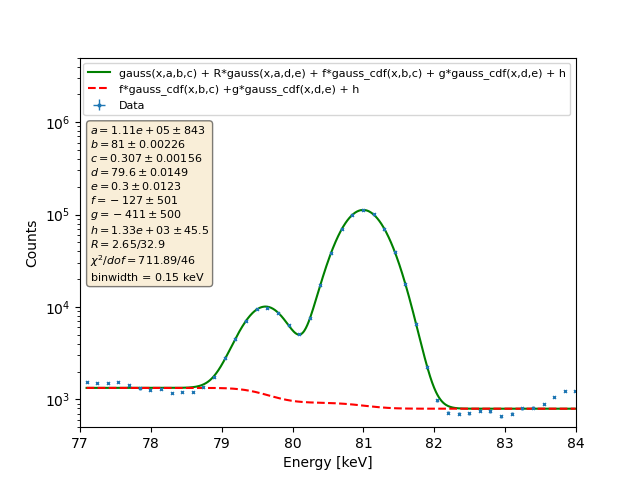 gauss(x,a,b,c) + R*gauss(x,a,d,e) + f*gauss_cdf(x,b,c) + g*gauss_cdf(x,d,e) + h
f*gauss_cdf(x,b,c) +g*gauss_cdf(x,d,e) + h
Data
a = 1.11e + 05 ± 843
b = 81 ± 0.00226
c = 0.307 ± 0.00156
d = 79.6 ± 0.0149
e = 0.3 ± 0.0123
f = −127 ± 501
g = −411 ± 500
h = 1.33e + 03 ± 45.5
R = 2.65/32.9
χ²/dof = 711.89/46
binwidth = 0.15 keV
10⁶
10⁵
10⁴
10³
Counts
77 78 79 80 81 82 83 84
Energy [keV]